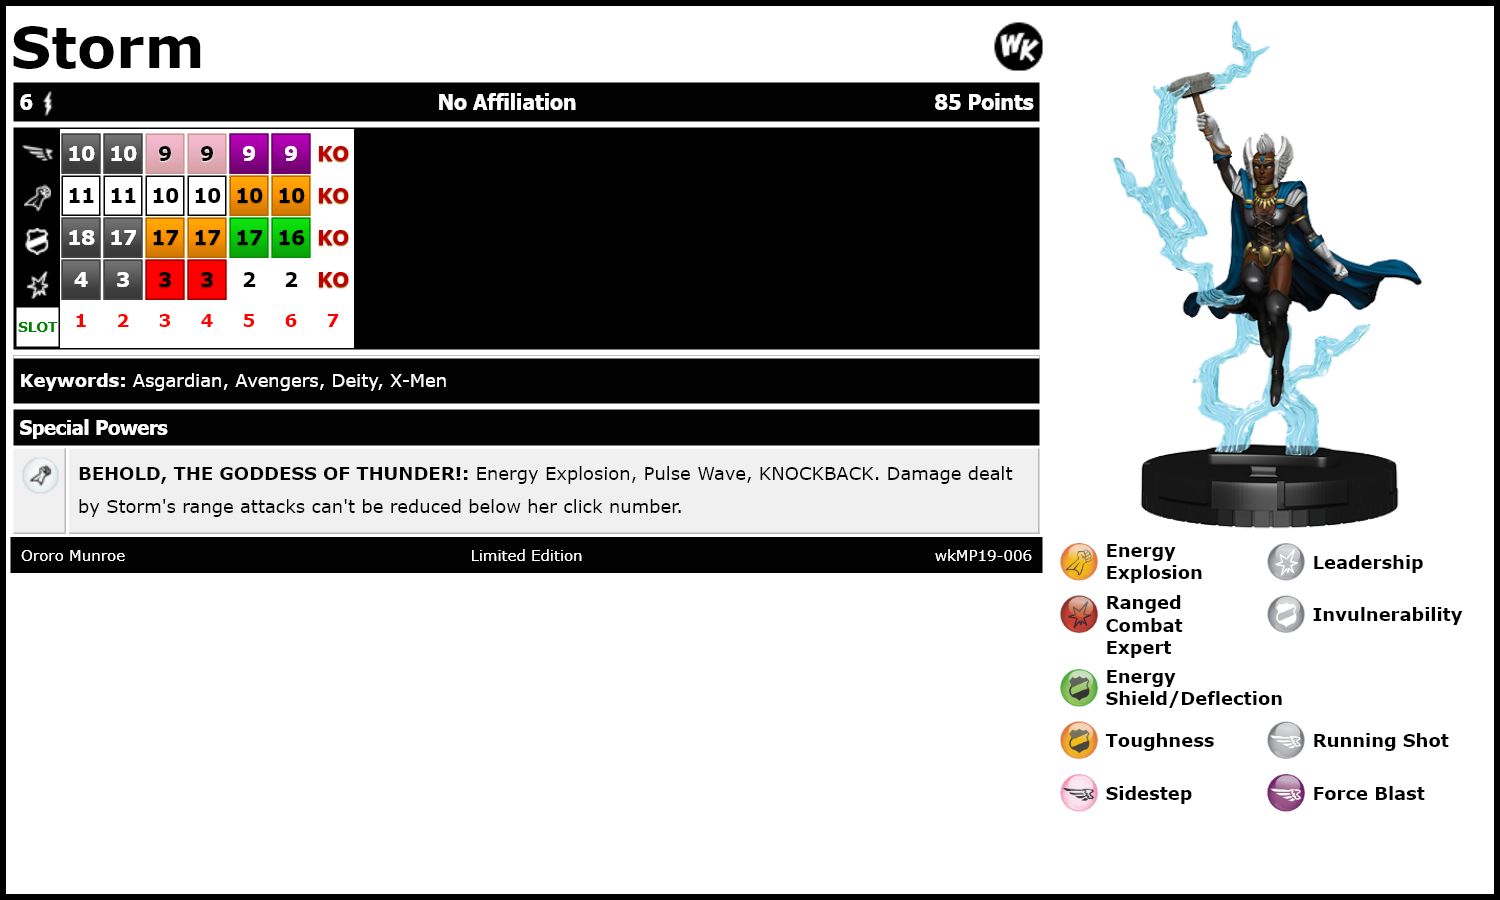 Storm
WK
6 No Affiliation 85 Points
10 10 9 9 9 9 KO
11 11 10 10 10 10 KO
18 17 17 17 17 16 KO
4 3 3 3 2 2 KO
SLOT 1 2 3 4 5 6 7
Keywords: Asgardian, Avengers, Deity, X-Men
Special Powers
BEHOLD, THE GODDESS OF THUNDER!: Energy Explosion, Pulse Wave, KNOCKBACK. Damage dealt
by Storm's range attacks can't be reduced below her click number.
Ororo Munroe Limited Edition wkMP19-006
Energy
Explosion
Leadership
Ranged
Combat
Expert
Invulnerability
Energy
Shield/Deflection
Toughness
Running Shot
Sidestep
Force Blast